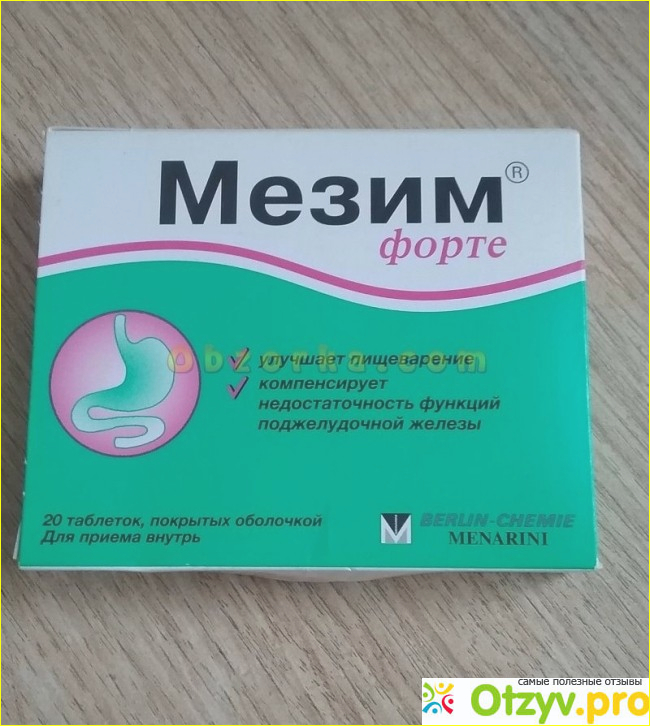 Мезим®
форте
Obzorka.com
улучшает пищеварение
компенсирует
недостаточность функций
поджелудочной железы
20 таблеток, покрытых оболочкой
Для приема внутрь
BERLIN-CHEMIE
MENARINI
самые полезные отзывы
Otzyv.pro